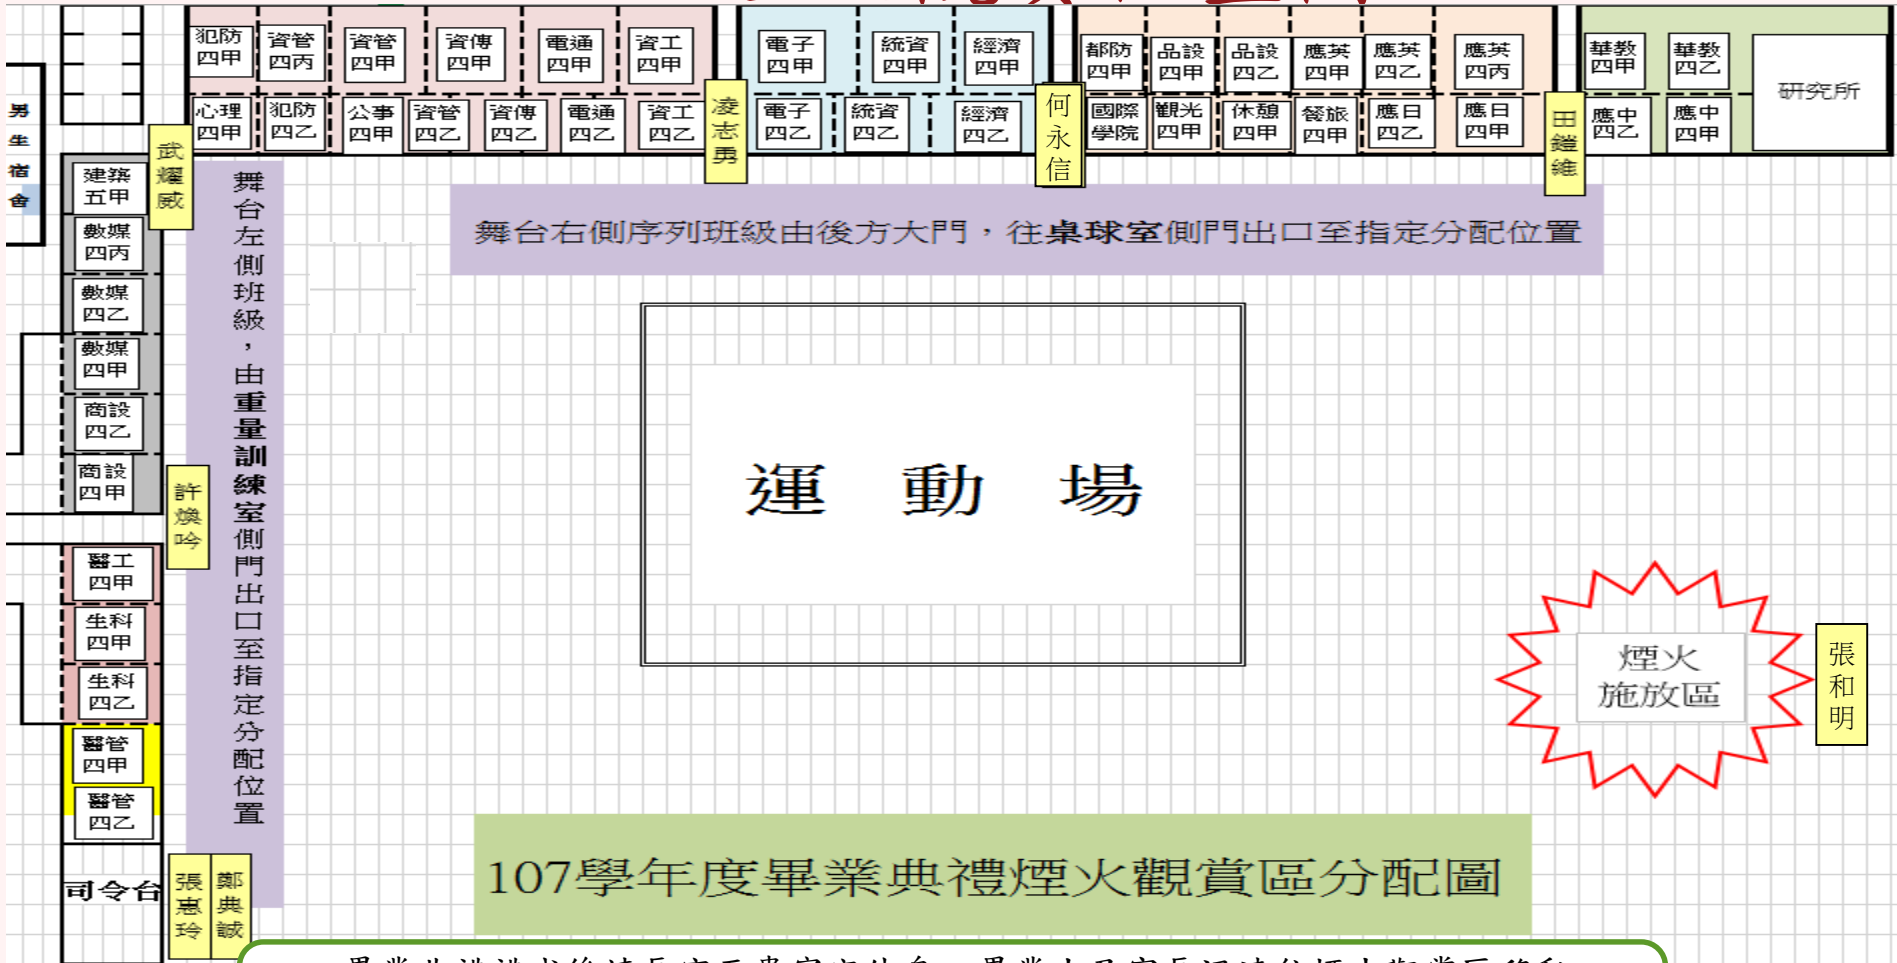 犯防
四甲
資管
四丙
資管
四甲
資傳
四甲
電通
四甲
資工
四甲
電子
四甲
統資
四甲
經濟
四甲
都防
四甲
品設
四甲
品設
四乙
應英
四甲
應英
四乙
應英
四丙
華教
四甲
華教
四乙
研究所
心理
四甲
犯防
四乙
公事
四甲
資管
四乙
資傳
四乙
電通
四乙
資工
四乙
電子
四乙
統資
四乙
經濟
四乙
國際
學院
觀光
四甲
休憩
四甲
餐旅
四甲
應日
四乙
應日
四甲
應中
四乙
應中
四甲
男生宿舍
武耀威
凌志勇
何永信
田鎧維
建築
五甲
數媒
四丙
數媒
四乙
數媒
四甲
商設
四乙
商設
四甲
許煥吟
醫工
四甲
生科
四甲
生科
四乙
醫管
四甲
醫管
四乙
司令台
張惠玲
鄭典誠
舞台左側班級，由重量訓練室側門出口至指定分配位置
舞台右側序列班級由後方大門，往桌球室側門出口至指定分配位置
運動場
煙火
施放區
張和明
107學年度畢業典禮煙火觀賞區分配圖